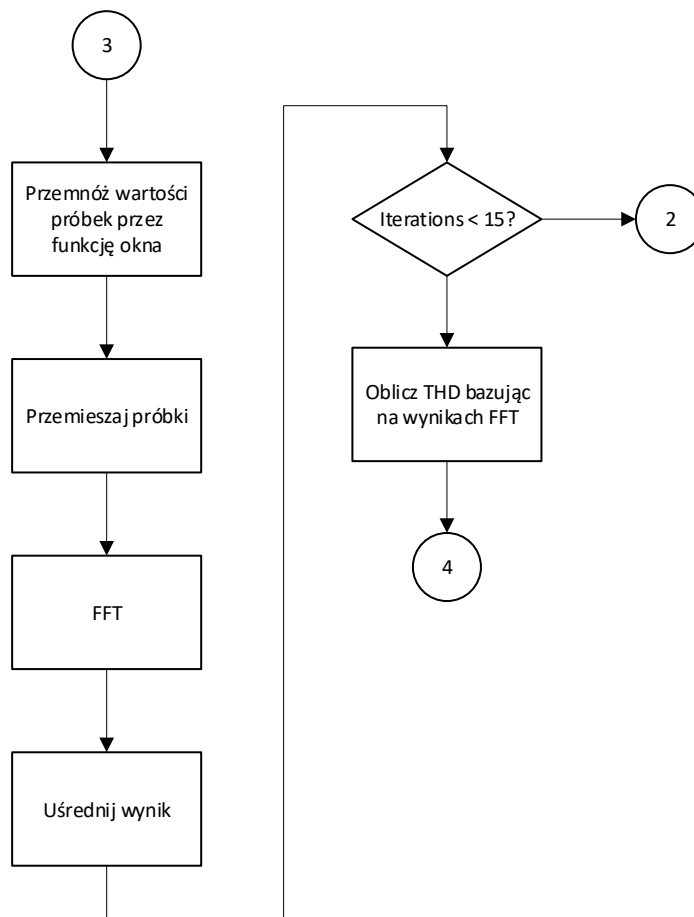 3
Przemnóż wartości
próbek przez
funkcję okna
Przemieszaj próbki
FFT
Uśrednij wynik
Iterations < 15?
2
Oblicz THD bazując
na wynikach FFT
4